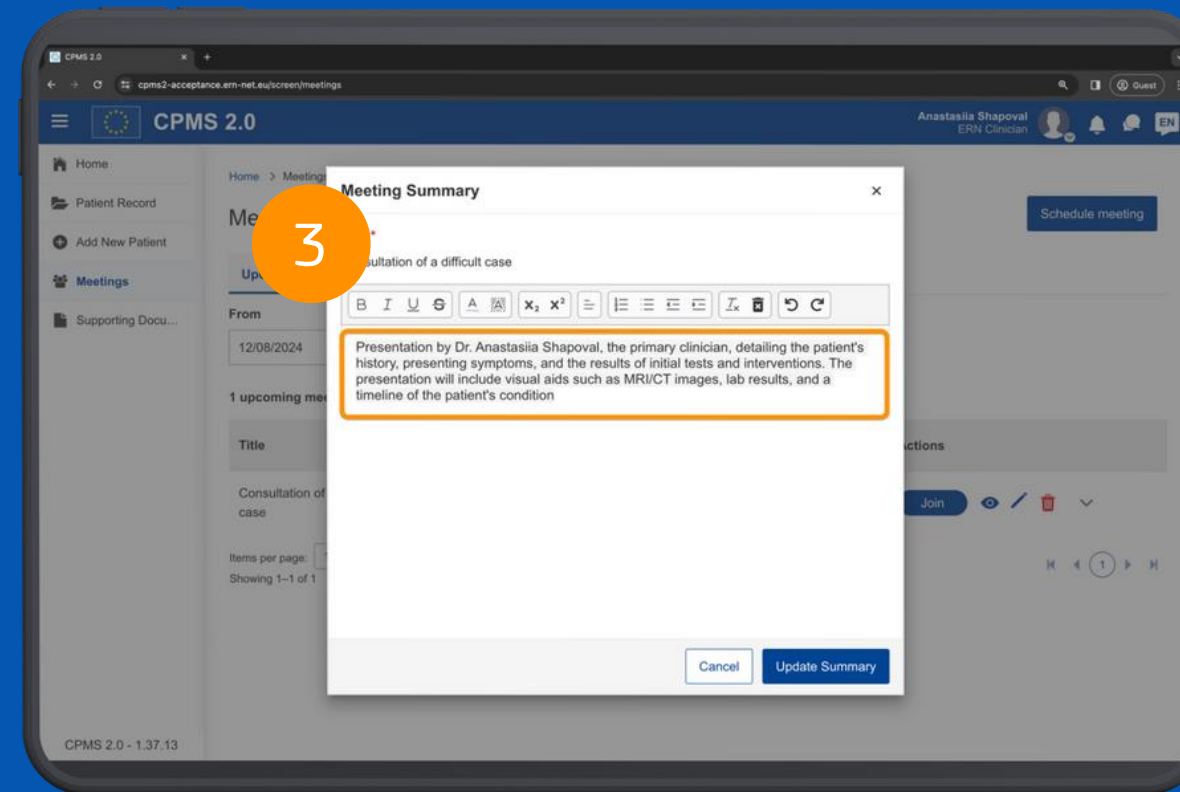 CPMS 2.0
cpms2-acceptance.ern-net.eu/screen/meetings
Guest
CPMS 2.0
Anastasiia Shapoval
ERN Clinician
EN
Home
Patient Record
Add New Patient
Meetings
Supporting Docu...
CPMS 2.0 - 1.37.13
Home > Meetings
Schedule meeting
From
12/08/2024
1 upcoming
Title
Actions
Consultation of
case
Join
Items per page:
Showing 1–1 of 1
1
3
Meeting Summary
*
of a difficult case
B I U S A A X₂ X² Tx
Presentation by Dr. Anastasiia Shapoval, the primary clinician, detailing the patient's
history, presenting symptoms, and the results of initial tests and interventions. The
presentation will include visual aids such as MRI/CT images, lab results, and a
timeline of the patient's condition
Cancel
Update Summary